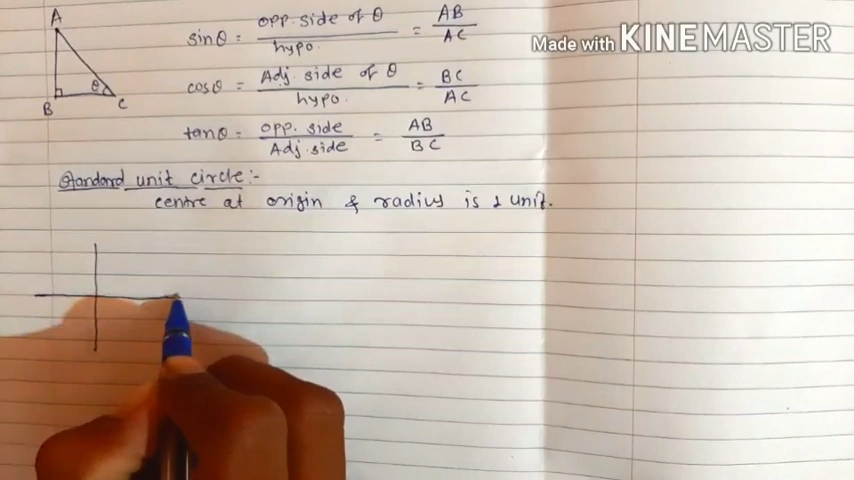 A
sinθ = opp. side of θ / hypo. = AB / AC
Made with KINEMASTER
cosθ = Adj. side of θ / hypo. = BC / AC
θ
B C
tanθ = opp. side / Adj. side = AB / BC
Standard unit circle:-
centre at origin & radius is 1 unit.